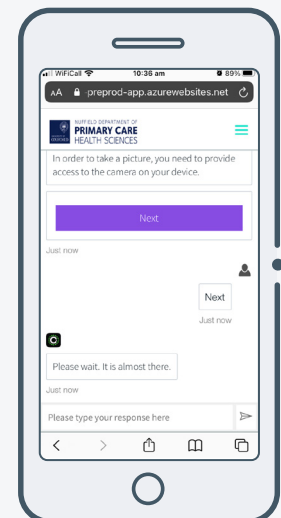 WiFiCall 10:36 am 89%
AA -preprod-app.azurewebsites.net
NUFFIELD DEPARTMENT OF
PRIMARY CARE
HEALTH SCIENCES
In order to take a picture, you need to provide
access to the camera on your device.
Next
Just now
Next
Just now
Please wait. It is almost there.
Just now
Please type your response here